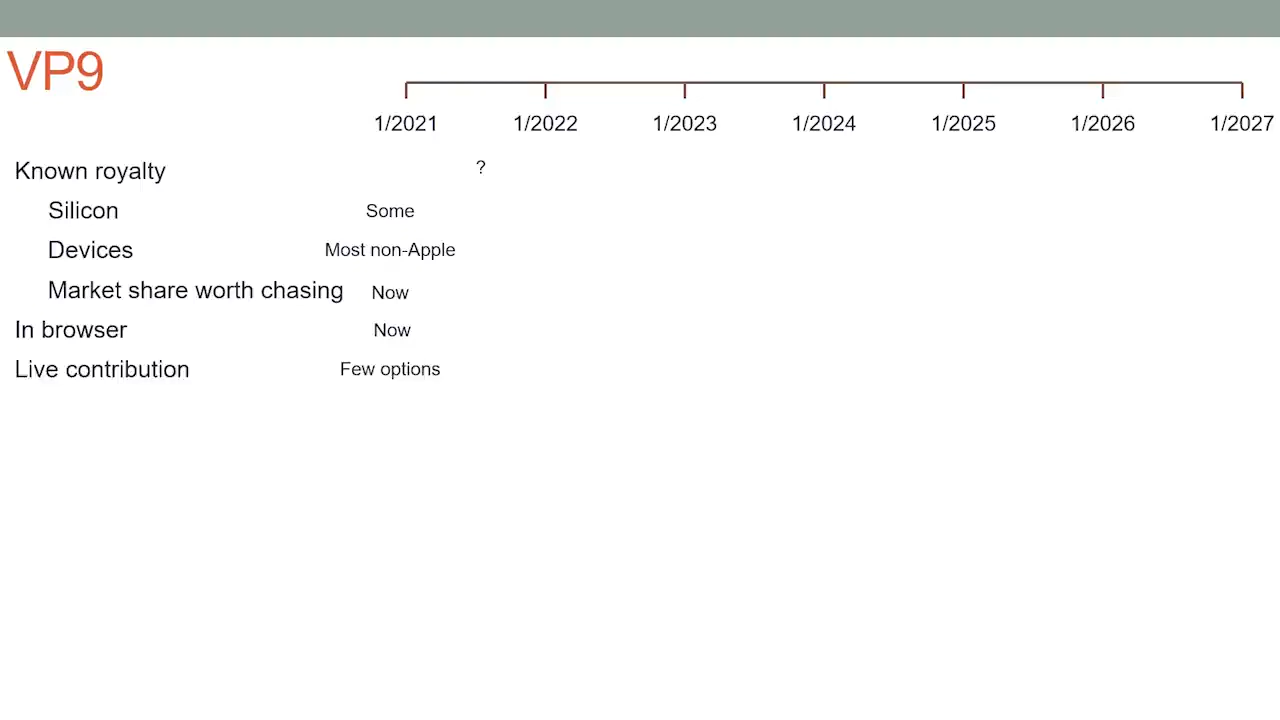 VP9
1/2021 1/2022 1/2023 1/2024 1/2025 1/2026 1/2027
Known royalty ?
Silicon Some
Devices Most non-Apple
Market share worth chasing Now
In browser Now
Live contribution Few options